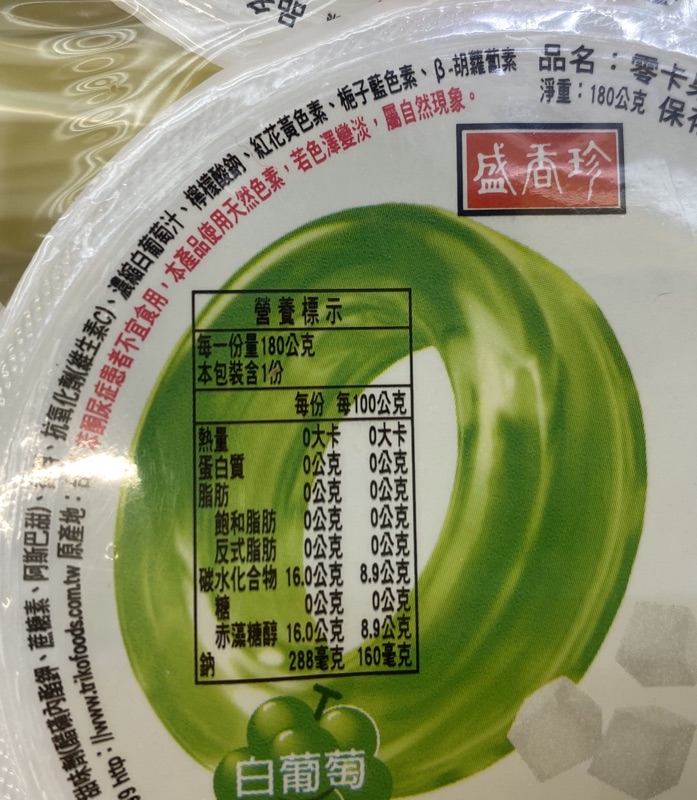 品名：零卡
淨重：180公克 保
甜味劑(醋磺內酯鉀、蔗糖素、阿斯巴甜)、
抗氧化劑(維生素C)、濃縮白葡萄汁、檸檬酸鈉、紅花黃色素、梔子藍色素、β-胡蘿蔔素
酮尿症患者不宜食用，本產品使用天然色素，若色澤變淡，屬自然現象。
http：||www.trikofoods.com.tw 原產地：台
盛香珍
營養標示
每一份量180公克
本包裝含1份
每份 每100公克
熱量 0大卡 0大卡
蛋白質 0公克 0公克
脂肪 0公克 0公克
飽和脂肪 0公克 0公克
反式脂肪 0公克 0公克
碳水化合物 16.0公克 8.9公克
糖 0公克 0公克
赤藻糖醇 16.0公克 8.9公克
鈉 288毫克 160毫克
白葡萄